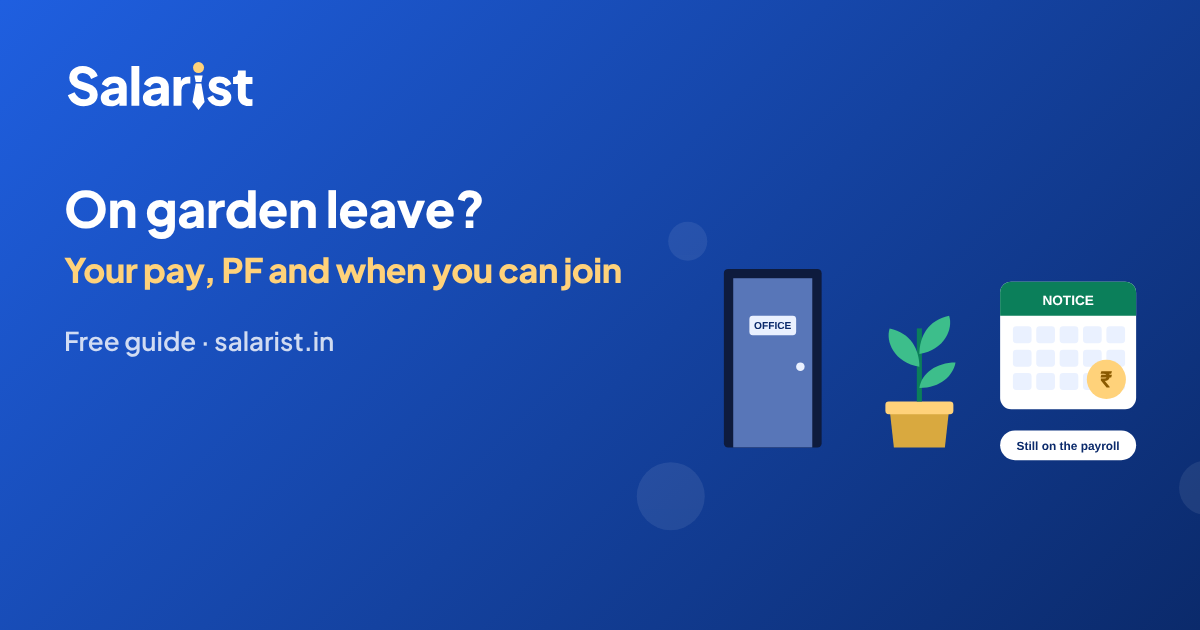 Salarist
On garden leave?
Your pay, PF and when you can join
Free guide · salarist.in
OFFICE
NOTICE
₹
Still on the payroll